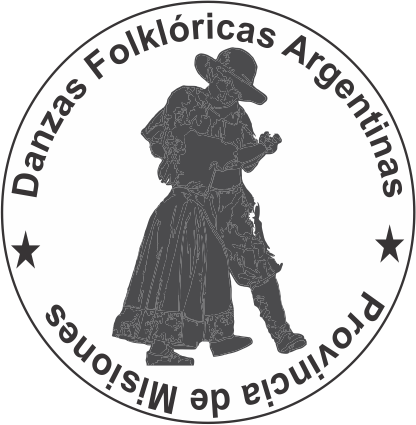 Danzas Folklóricas Argentinas
Provincia de Misiones